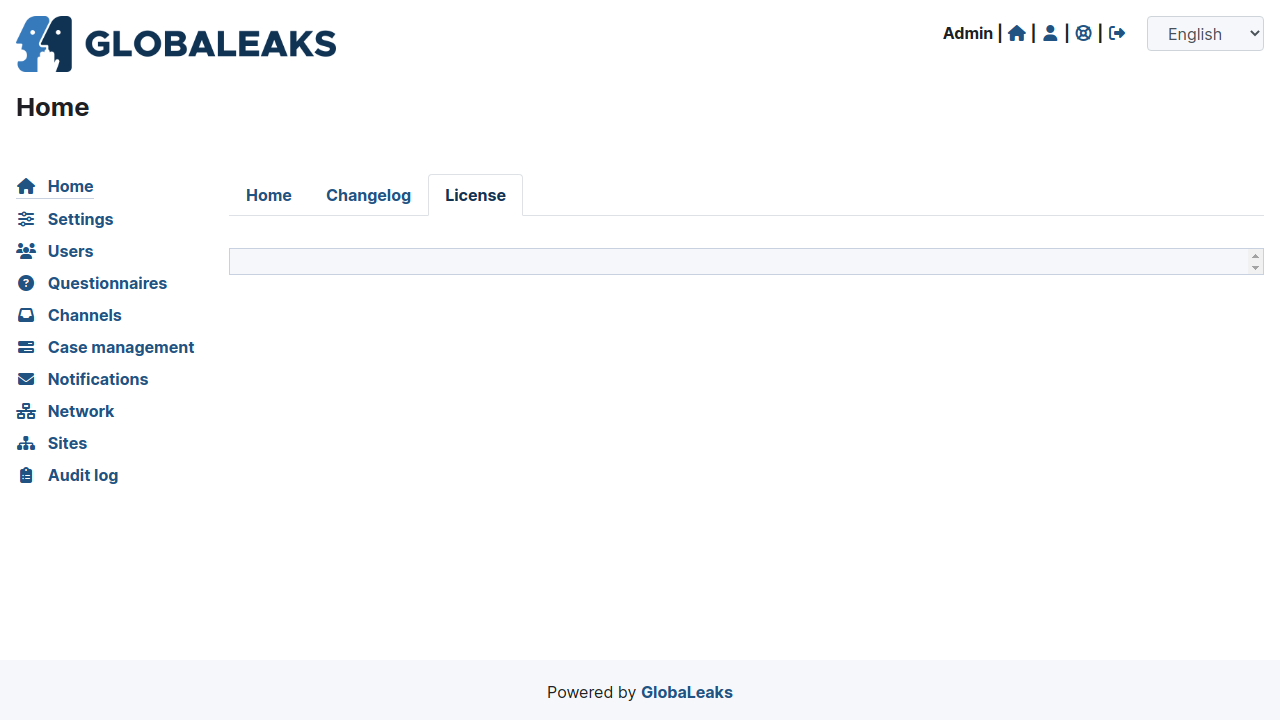 GLOBALEAKS
Admin | | | |
English
Home
Home
Settings
Users
Questionnaires
Channels
Case management
Notifications
Network
Sites
Audit log
Home
Changelog
License
Powered by GlobaLeaks